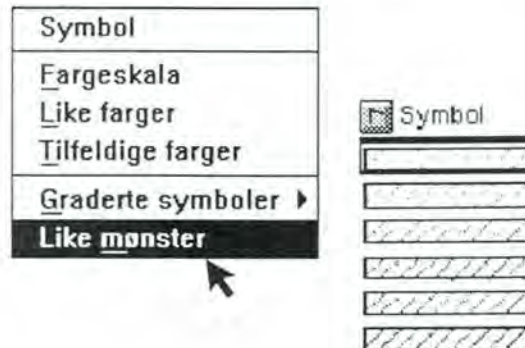 Symbol
Fargeskala
Like farger
Tilfeldige farger
Graderte symboler
Like mønster
Symbol